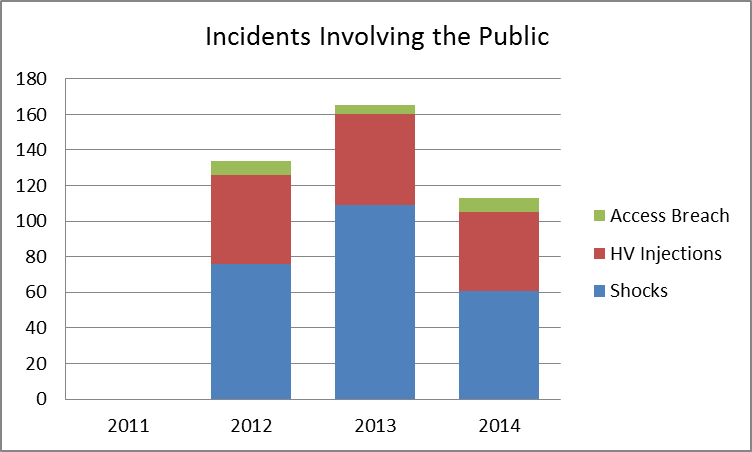 Incidents Involving the Public
180
160
140
120
100
80
60
40
20
0
2011 2012 2013 2014
Access Breach
HV Injections
Shocks